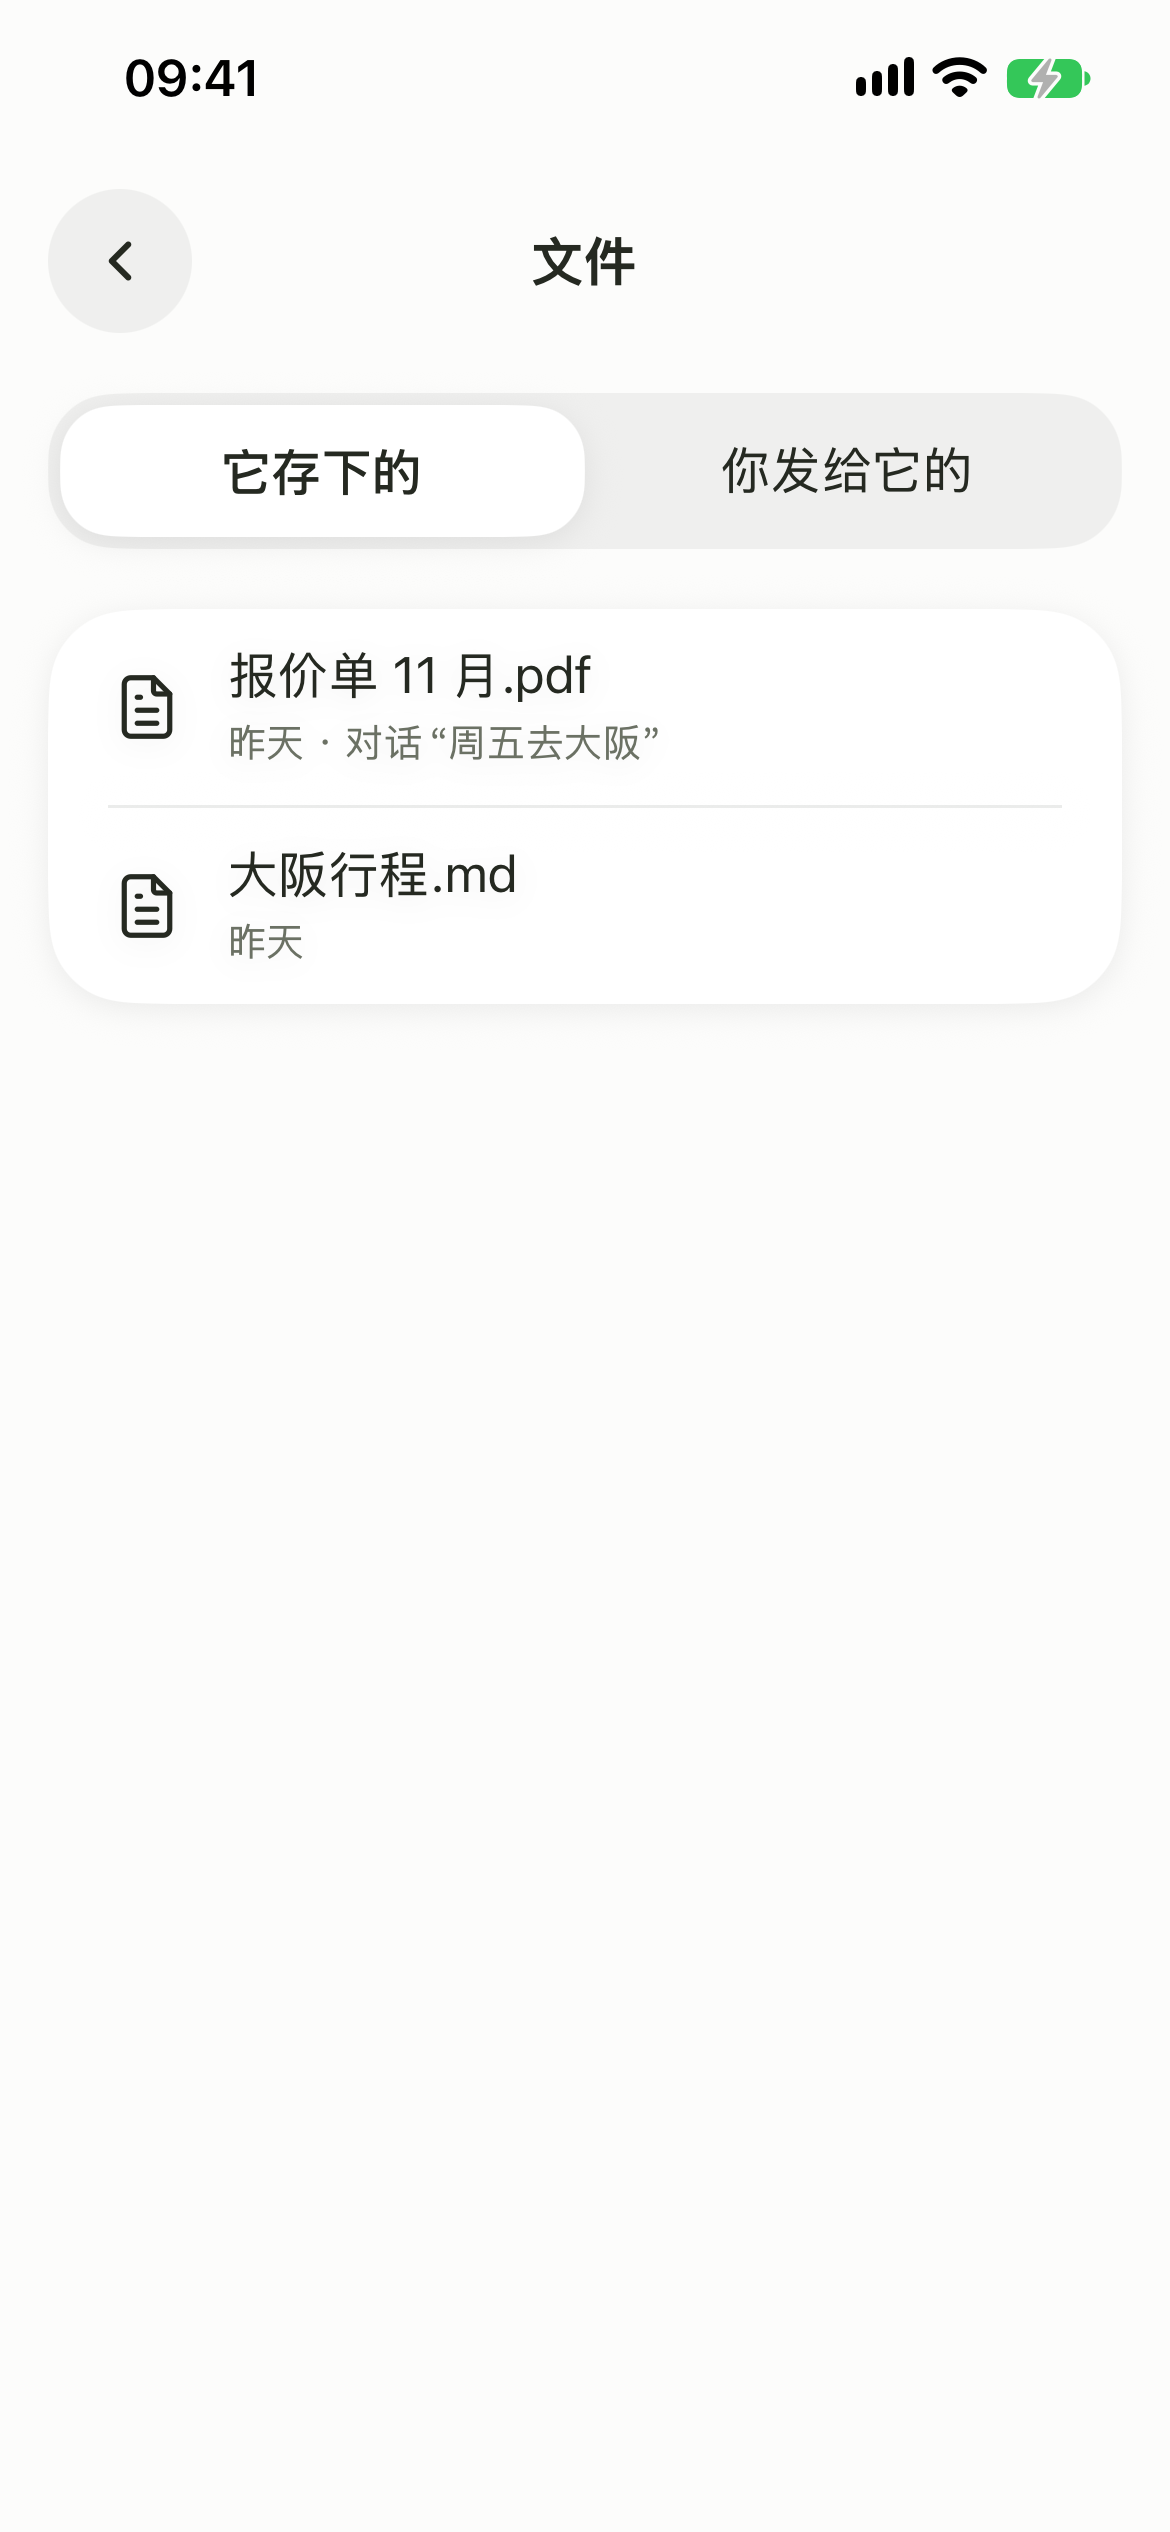 09:41
文件
它存下的
你发给它的
报价单 11 月.pdf
昨天 · 对话 “周五去大阪”
大阪行程.md
昨天